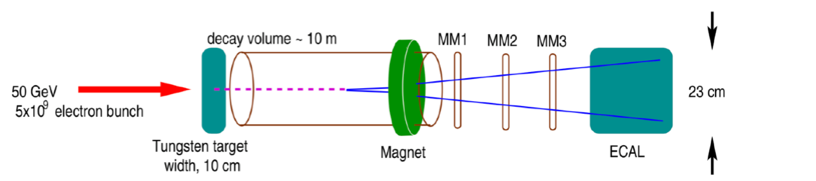 decay volume ~ 10 m
MM1 MM2 MM3
50 GeV
5x10⁹ electron bunch
23 cm
Tungsten target
width, 10 cm
Magnet
ECAL